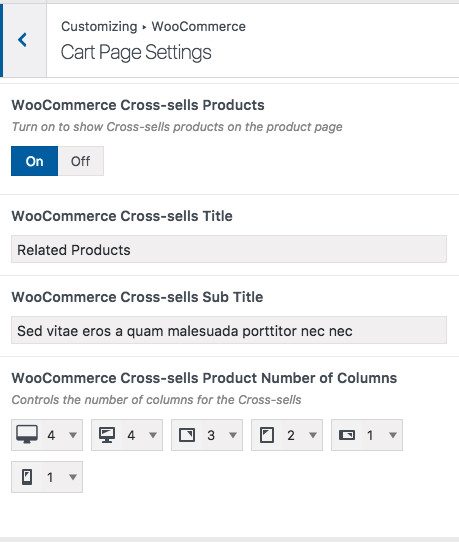 Customizing ▸ WooCommerce
Cart Page Settings
WooCommerce Cross-sells Products
Turn on to show Cross-sells products on the product page
On Off
WooCommerce Cross-sells Title
Related Products
WooCommerce Cross-sells Sub Title
Sed vitae eros a quam malesuada porttitor nec nec
WooCommerce Cross-sells Product Number of Columns
Controls the number of columns for the Cross-sells
4 4 3 2 1
1